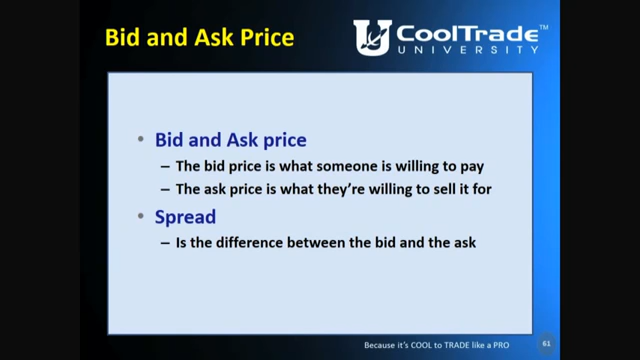 Bid and Ask Price
U CoolTrade™
UNIVERSITY
• Bid and Ask price
– The bid price is what someone is willing to pay
– The ask price is what they're willing to sell it for
• Spread
– Is the difference between the bid and the ask
Because it's COOL to TRADE like a PRO
61